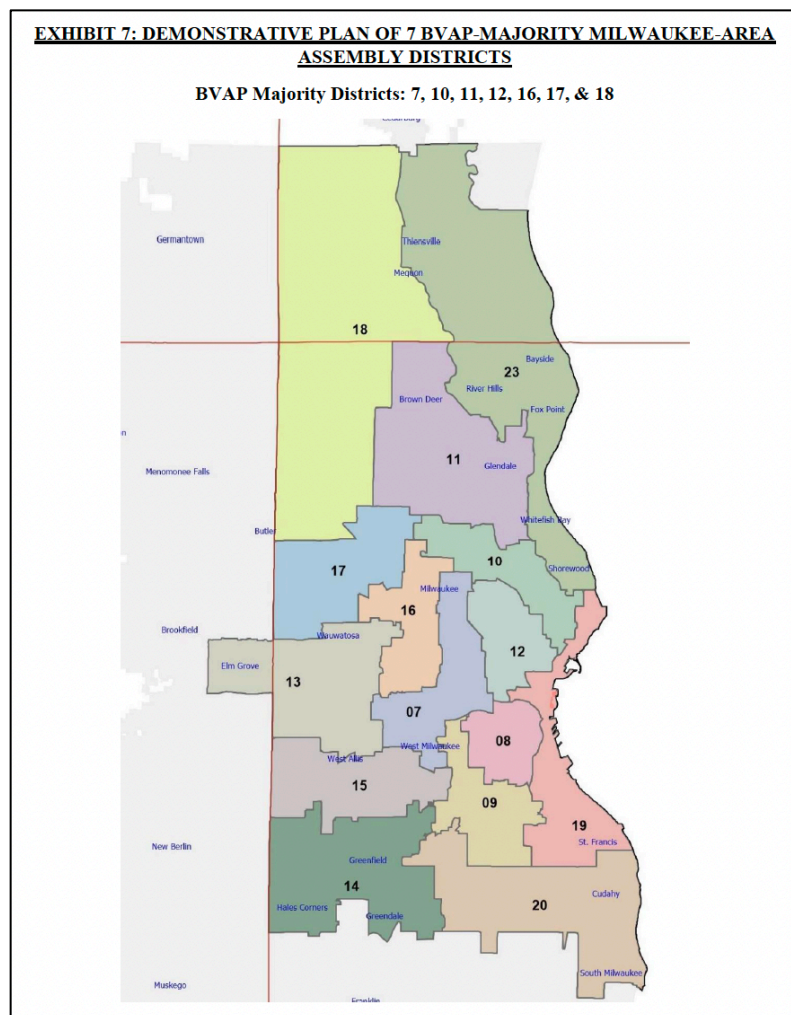 EXHIBIT 7: DEMONSTRATIVE PLAN OF 7 BVAP-MAJORITY MILWAUKEE-AREA
ASSEMBLY DISTRICTS
BVAP Majority Districts: 7, 10, 11, 12, 16, 17, & 18
Cedarburg
Germantown
Thiensville
Mequon
18
Bayside
23
River Hills
Brown Deer
Fox Point
11
Glendale
Menomonee Falls
Whitefish Bay
Butler
10
Shorewood
17
Milwaukee
16
Brookfield
Wauwatosa
12
Elm Grove
13
07
08
West Milwaukee
West Allis
15
09
19
St. Francis
New Berlin
Greenfield
14
Cudahy
Hales Corners
20
Greendale
South Milwaukee
Muskego
Franklin